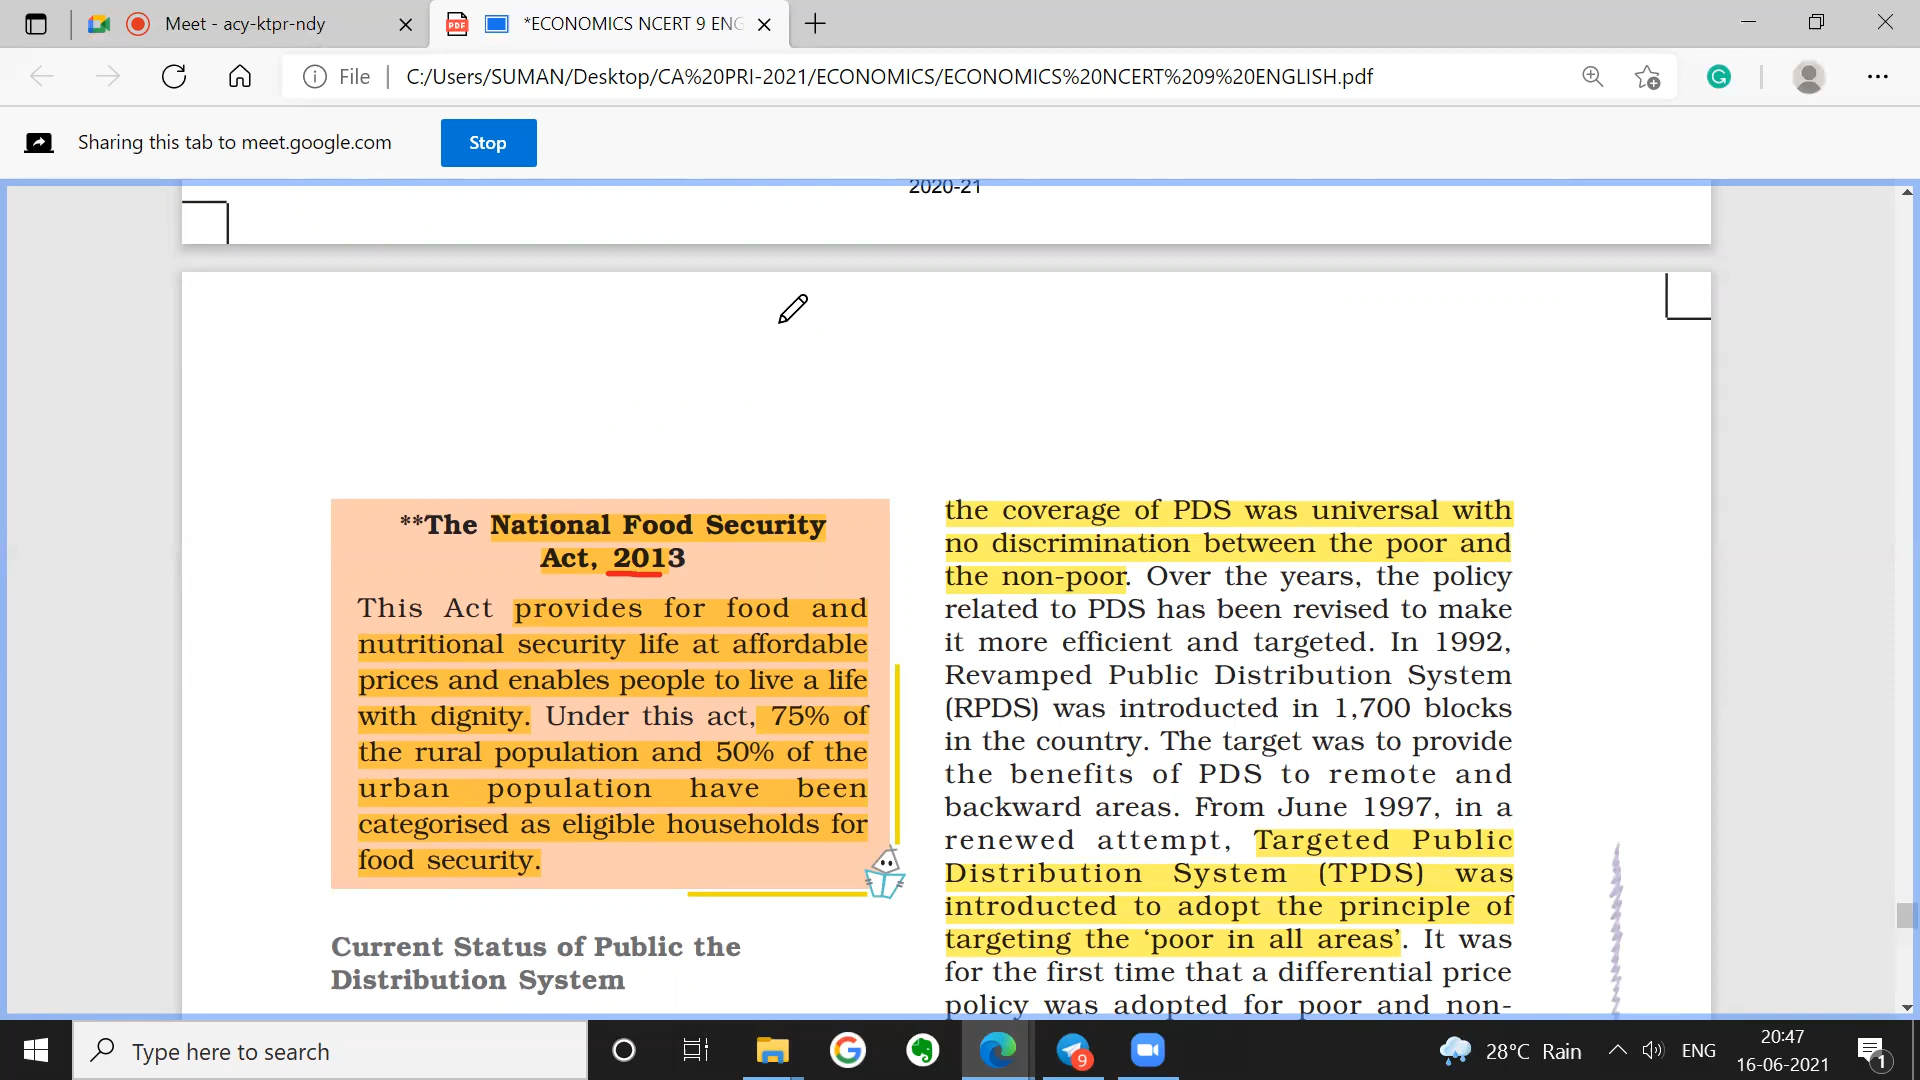 Meet - acy-ktpr-ndy
*ECONOMICS NCERT 9 ENG
File
C:/Users/SUMAN/Desktop/CA%20PRI-2021/ECONOMICS/ECONOMICS%20NCERT%209%20ENGLISH.pdf
Sharing this tab to meet.google.com
Stop
2020-21
**The National Food Security
Act, 2013
This Act provides for food and
nutritional security life at affordable
prices and enables people to live a life
with dignity. Under this act, 75% of
the rural population and 50% of the
urban population have been
categorised as eligible households for
food security.
Current Status of Public the
Distribution System
the coverage of PDS was universal with
no discrimination between the poor and
the non-poor. Over the years, the policy
related to PDS has been revised to make
it more efficient and targeted. In 1992,
Revamped Public Distribution System
(RPDS) was introducted in 1,700 blocks
in the country. The target was to provide
the benefits of PDS to remote and
backward areas. From June 1997, in a
renewed attempt, Targeted Public
Distribution System (TPDS) was
introducted to adopt the principle of
targeting the ‘poor in all areas’. It was
for the first time that a differential price
policy was adopted for poor and non-
Type here to search
9
28°C Rain
ENG
20:47
16-06-2021
1